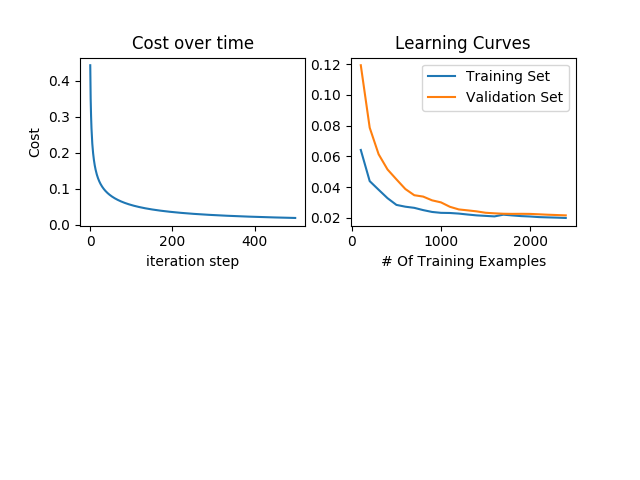 Cost over time
Cost
0.4
0.3
0.2
0.1
0.0
0 200 400
iteration step
Learning Curves
0.12
0.10
0.08
0.06
0.04
0.02
Training Set
Validation Set
0 1000 2000
# Of Training Examples